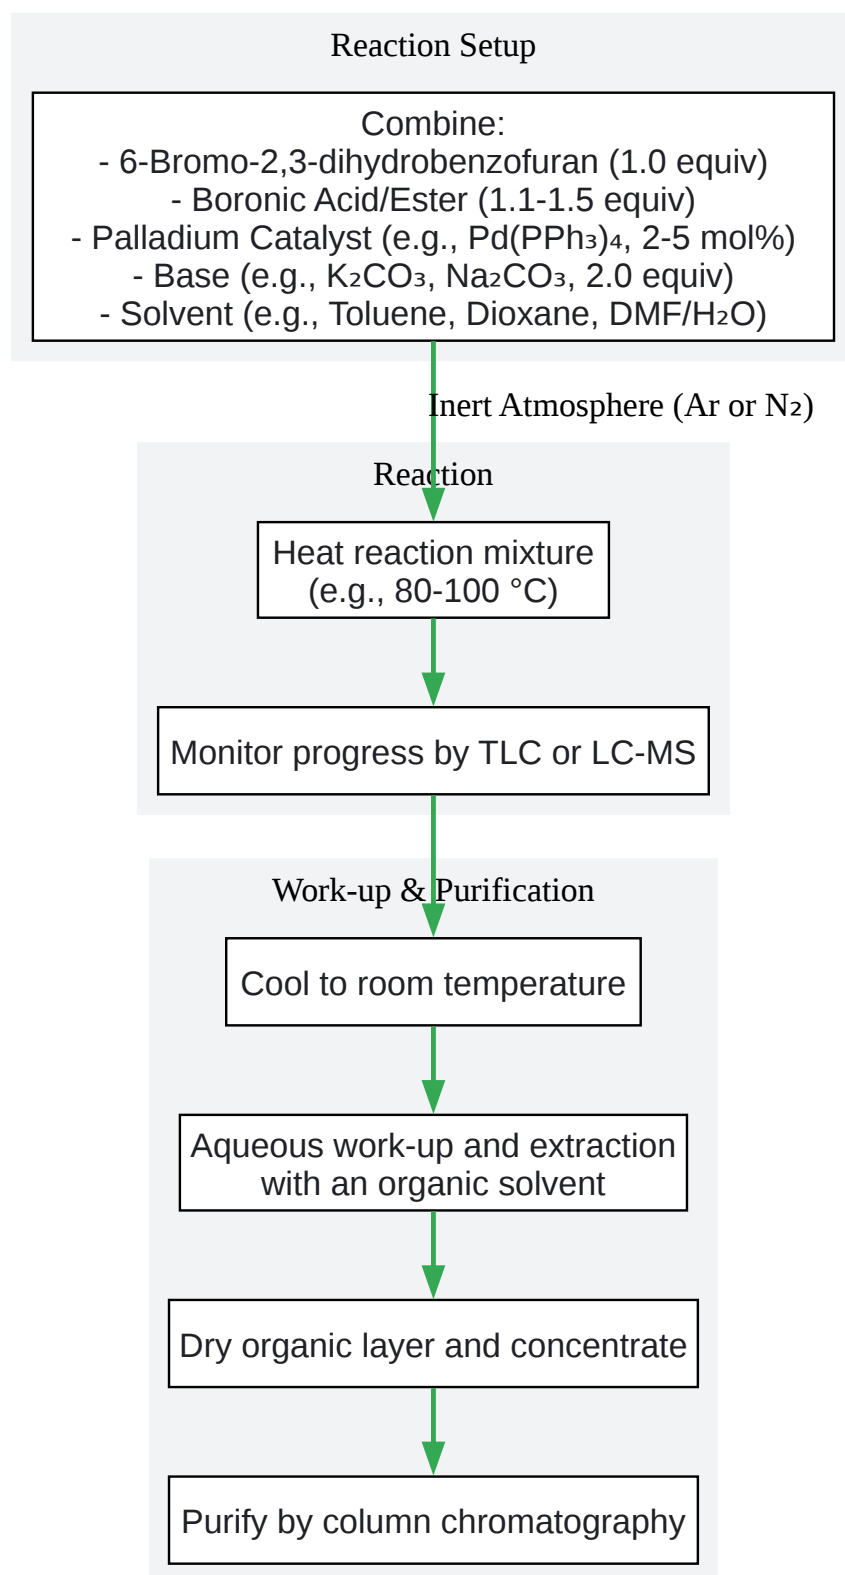 Reaction Setup
Combine:
- 6-Bromo-2,3-dihydrobenzofuran (1.0 equiv)
- Boronic Acid/Ester (1.1-1.5 equiv)
- Palladium Catalyst (e.g., Pd(PPh₃)₄, 2-5 mol%)
- Base (e.g., K₂CO₃, Na₂CO₃, 2.0 equiv)
- Solvent (e.g., Toluene, Dioxane, DMF/H₂O)
Inert Atmosphere (Ar or N₂)
Reaction
Heat reaction mixture
(e.g., 80-100 °C)
Monitor progress by TLC or LC-MS
Work-up & Purification
Cool to room temperature
Aqueous work-up and extraction
with an organic solvent
Dry organic layer and concentrate
Purify by column chromatography